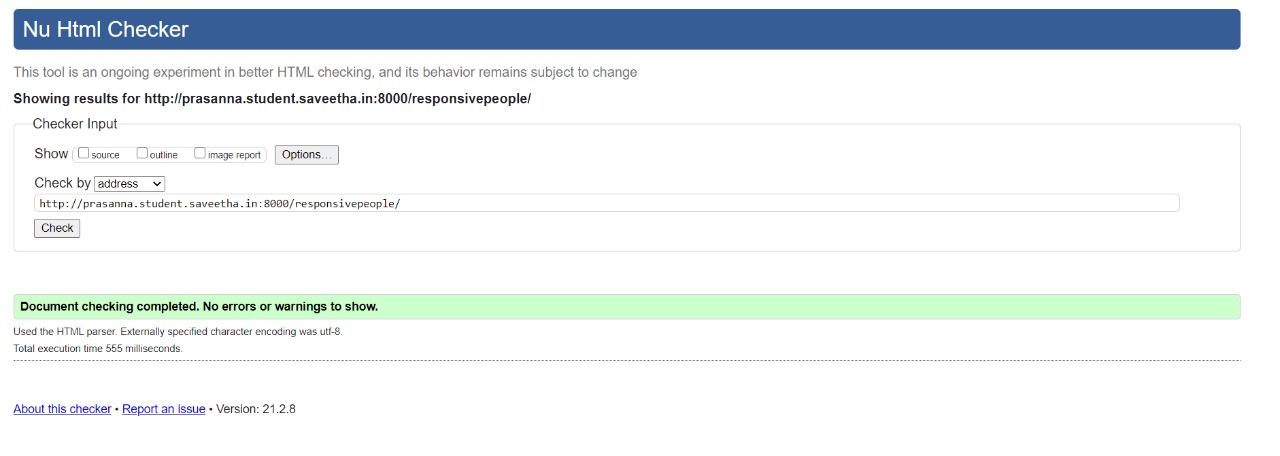 Nu Html Checker
This tool is an ongoing experiment in better HTML checking, and its behavior remains subject to change
Showing results for http://prasanna.student.saveetha.in:8000/responsivepeople/
Checker Input
Show source outline image report Options...
Check by address
http://prasanna.student.saveetha.in:8000/responsivepeople/
Check
Document checking completed. No errors or warnings to show.
Used the HTML parser. Externally specified character encoding was utf-8.
Total execution time 555 milliseconds.
About this checker • Report an issue • Version: 21.2.8